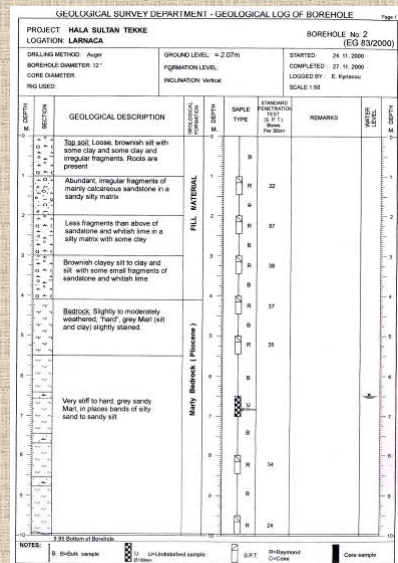 GEOLOGICAL SURVEY DEPARTMENT - GEOLOGICAL LOG OF BOREHOLE
Page 1
PROJECT: HALA SULTAN TEKKE
LOCATION: LARNACA
BOREHOLE No: 2
(EG 83/2000)
DRILLING METHOD: Auger
BOREHOLE DIAMETER: 12"
CORE DIAMETER:
RIG USED:
GROUND LEVEL: ≈ 2.07m
FORMATION LEVEL:
INCLINATION: Vertical
STARTED: 24. 11. 2000
COMPLETED: 27. 11. 2000
LOGGED BY: E. Kyriacou
SCALE 1:50
DEPTH
M.
SECTION
GEOLOGICAL DESCRIPTION
GEOLOGICAL FORMATION
DEPTH
M.
SAPLE
TYPE
STANDARD
PENETRATION
TEST
(S. P. T.)
Blows
Per 30cm
REMARKS
WATER LEVEL
DEPTH
M.
Top soil: Loose, brownish silt with
some clay and some clay and
irregular fragments. Roots are
present
Abundant, irregular fragments of
mainly calcareous sandstone in a
sandy silty matrix
Less fragments than above of
sandstone and whitish lime in a
silty matrix with some clay
Brownish clayey silt to clay and
silt with some small fragments of
sandstone and whitish lime
Bedrock: Slightly to moderately
weathered, "hard", grey Marl (silt
and clay) slightly stained.
Very stiff to hard, grey sandy
Marl, in places bands of silty
sand to sandy silt
FILL MATERIAL
Marly Bedrock ( Pliocene )
B
R 22
B
R 67
B
R 38
B
R 37
B
R 35
B
U
B
R 34
B
R 24
9.95 Bottom of Borehole
NOTES:
B B=Bulk sample
U U=Undisturbed sample
S.P.T.
R=Raymond
C=Cone
Core sample